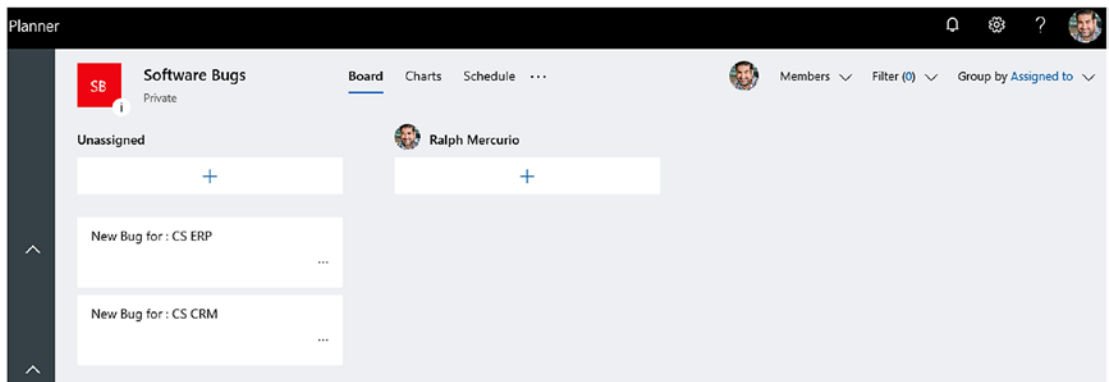 Planner
?
SB
i
Software Bugs
Private
Board Charts Schedule ···
Members Filter (0) Group by Assigned to
Unassigned
Ralph Mercurio
+ +
New Bug for : CS ERP
...
New Bug for : CS CRM
...